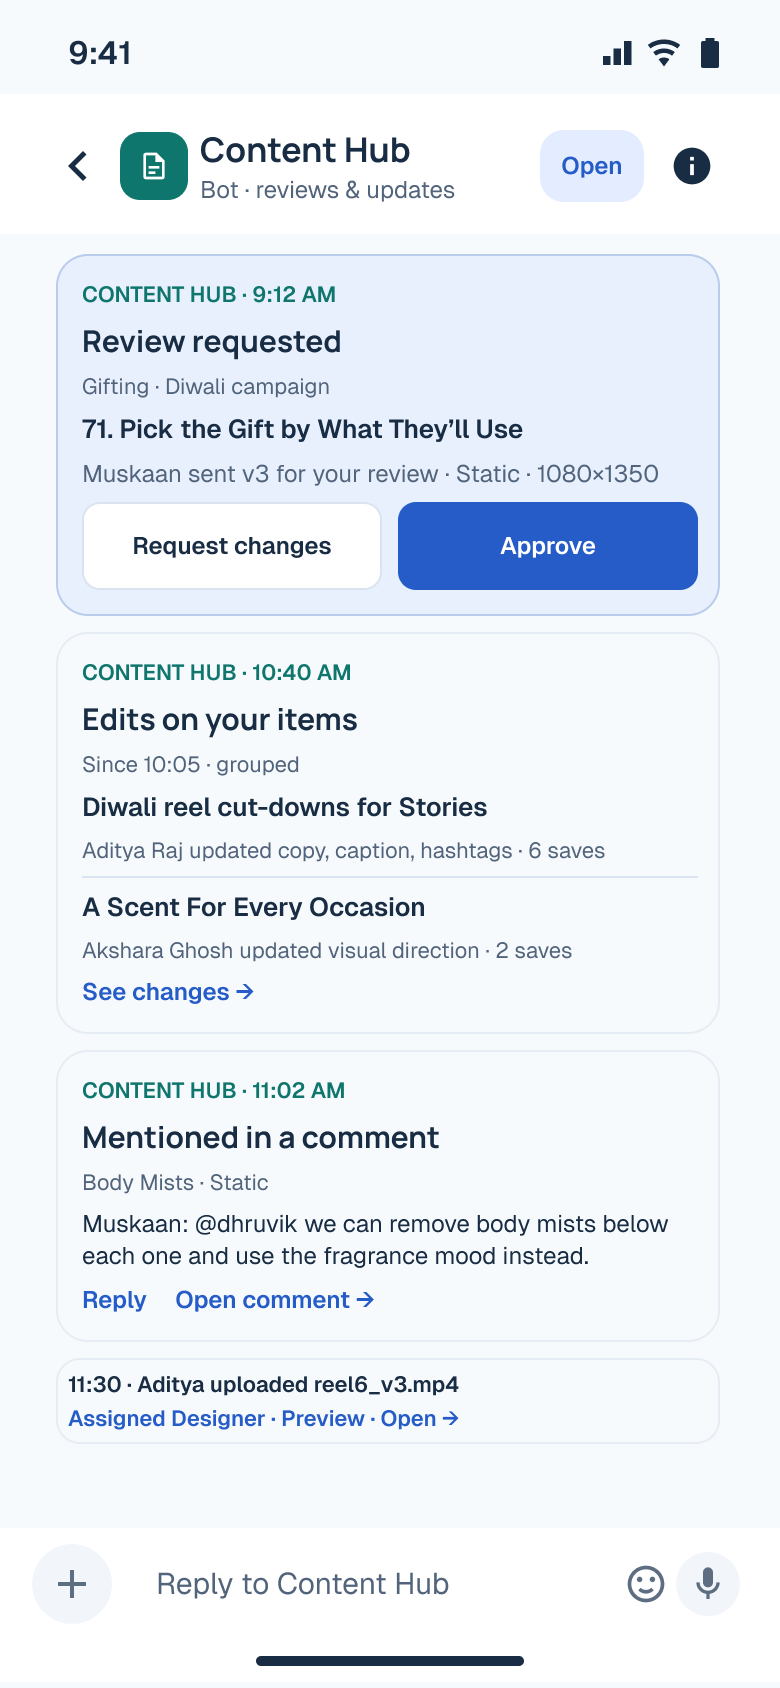 9:41
Content Hub
Bot · reviews & updates
Open
CONTENT HUB · 9:12 AM
Review requested
Gifting · Diwali campaign
71. Pick the Gift by What They’ll Use
Muskaan sent v3 for your review · Static · 1080×1350
Request changes
Approve
CONTENT HUB · 10:40 AM
Edits on your items
Since 10:05 · grouped
Diwali reel cut-downs for Stories
Aditya Raj updated copy, caption, hashtags · 6 saves
A Scent For Every Occasion
Akshara Ghosh updated visual direction · 2 saves
See changes →
CONTENT HUB · 11:02 AM
Mentioned in a comment
Body Mists · Static
Muskaan: @dhruvik we can remove body mists below
each one and use the fragrance mood instead.
Reply Open comment →
11:30 · Aditya uploaded reel6_v3.mp4
Assigned Designer · Preview · Open →
Reply to Content Hub